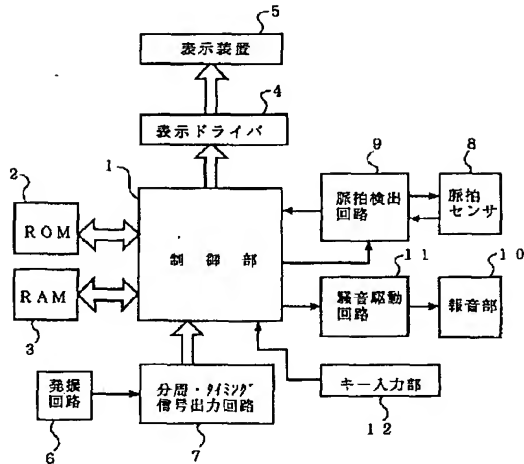 5
表示装置
4
表示ドライバ
1
2
ROM
RAM
3
制御部
9
脈拍検出
回路
8
脈拍
センサ
11
騒音駆動
回路
10
報音部
発振
回路
6
分周・タイミング
信号出力回路
7
キー入力部
12